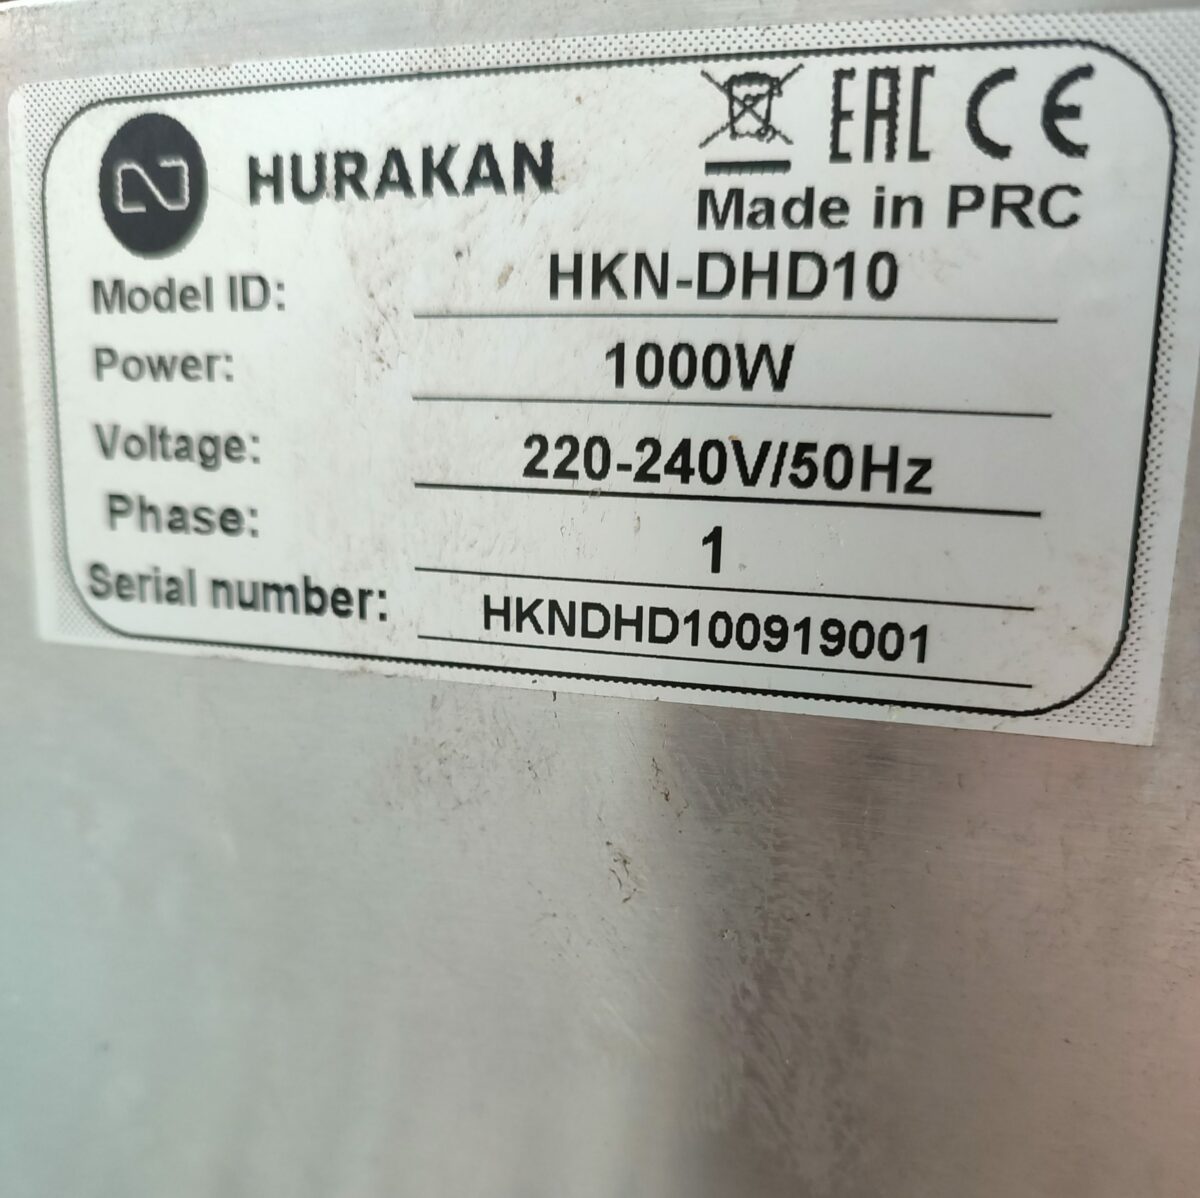 HURAKAN
EAC CE
Made in PRC
Model ID: HKN-DHD10
Power: 1000W
Voltage: 220-240V/50Hz
Phase: 1
Serial number: HKNDHD100919001